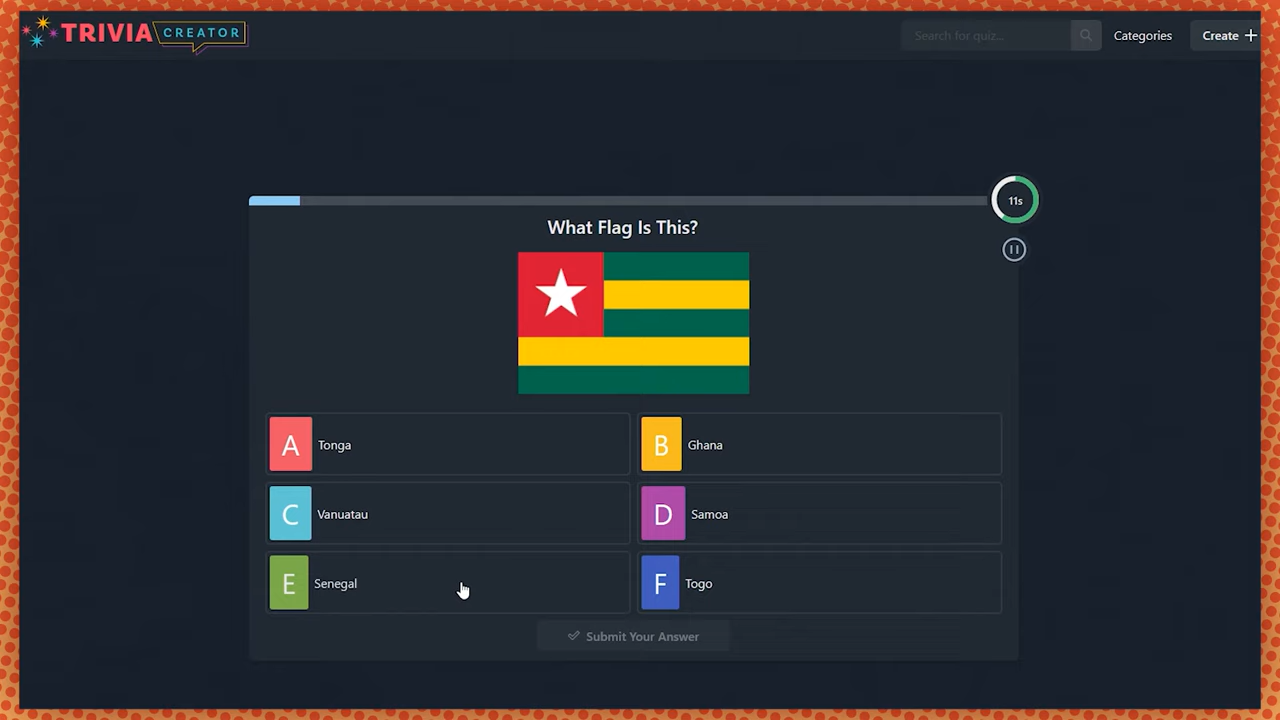 TRIVIA CREATOR
Search for quiz...
Categories
Create +
11s
What Flag Is This?
A Tonga
B Ghana
C Vanuatau
D Samoa
E Senegal
F Togo
Submit Your Answer